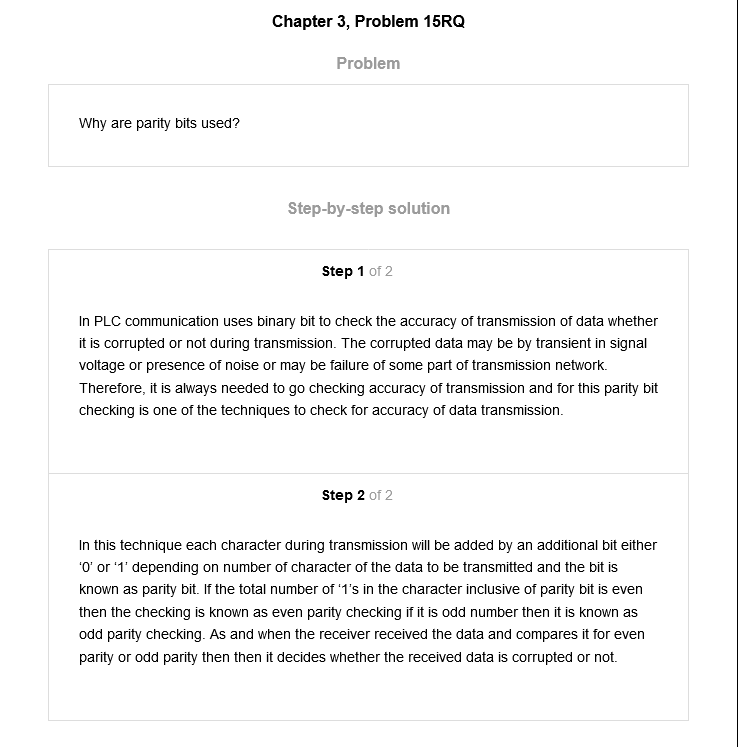 Chapter 3, Problem 15RQ
Problem
Why are parity bits used?
Step-by-step solution
Step 1 of 2
In PLC communication uses binary bit to check the accuracy of transmission of data whether
it is corrupted or not during transmission. The corrupted data may be by transient in signal
voltage or presence of noise or may be failure of some part of transmission network.
Therefore, it is always needed to go checking accuracy of transmission and for this parity bit
checking is one of the techniques to check for accuracy of data transmission.
Step 2 of 2
In this technique each character during transmission will be added by an additional bit either
‘0’ or ‘1’ depending on number of character of the data to be transmitted and the bit is
known as parity bit. If the total number of ‘1’s in the character inclusive of parity bit is even
then the checking is known as even parity checking if it is odd number then it is known as
odd parity checking. As and when the receiver received the data and compares it for even
parity or odd parity then then it decides whether the received data is corrupted or not.